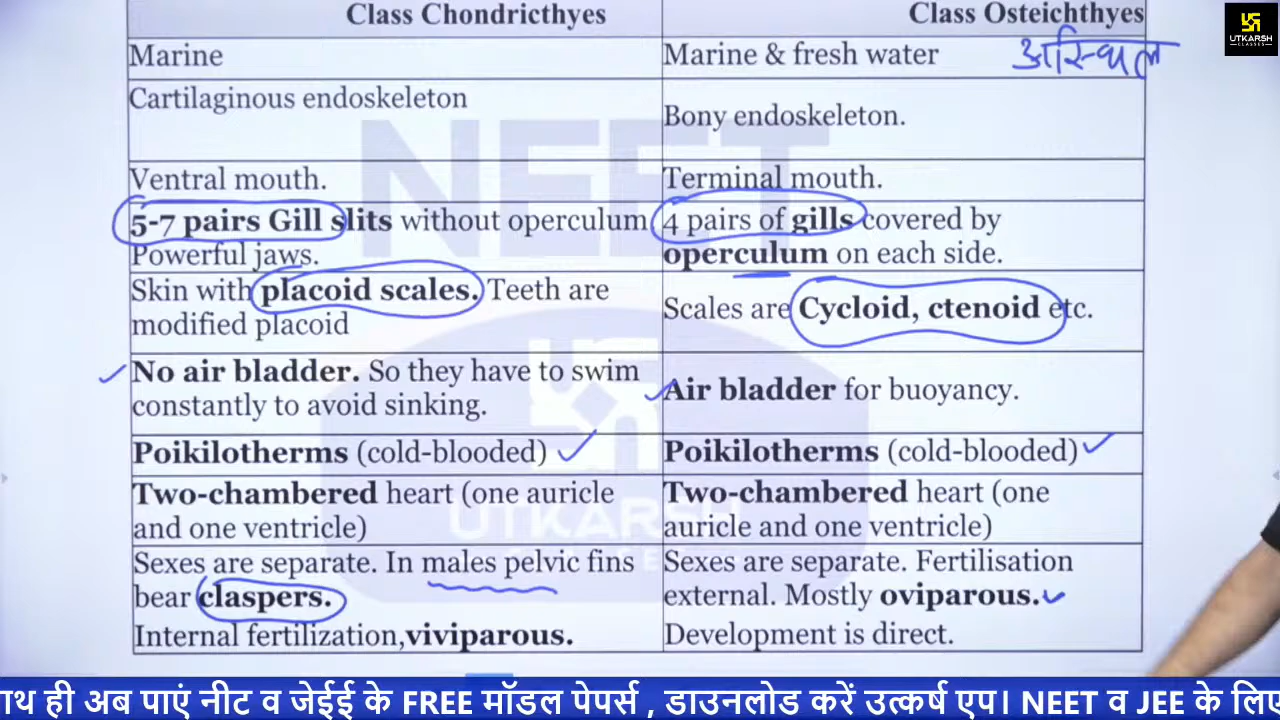 Class Chondricthyes
Class Osteichthyes
UTKARSH
CLASSES
Marine
Marine & fresh water
Cartilaginous endoskeleton
Bony endoskeleton.
NEET
Ventral mouth.
Terminal mouth.
5-7 pairs Gill slits without operculum
Powerful jaws.
4 pairs of gills covered by
operculum on each side.
Skin with placoid scales. Teeth are
modified placoid
Scales are Cycloid, ctenoid etc.
No air bladder. So they have to swim
constantly to avoid sinking.
Air bladder for buoyancy.
Poikilotherms (cold-blooded)
Poikilotherms (cold-blooded)
Two-chambered heart (one auricle
and one ventricle)
Two-chambered heart (one
auricle and one ventricle)
UTKARSH
CLASSES
Sexes are separate. In males pelvic fins
bear claspers.
Internal fertilization,viviparous.
Sexes are separate. Fertilisation
external. Mostly oviparous.
Development is direct.
ाथ ही अब पाएं नीट व जेईई के FREE मॉडल पेपर्स , डाउनलोड करें उत्कर्ष एप। NEET व JEE के लिए